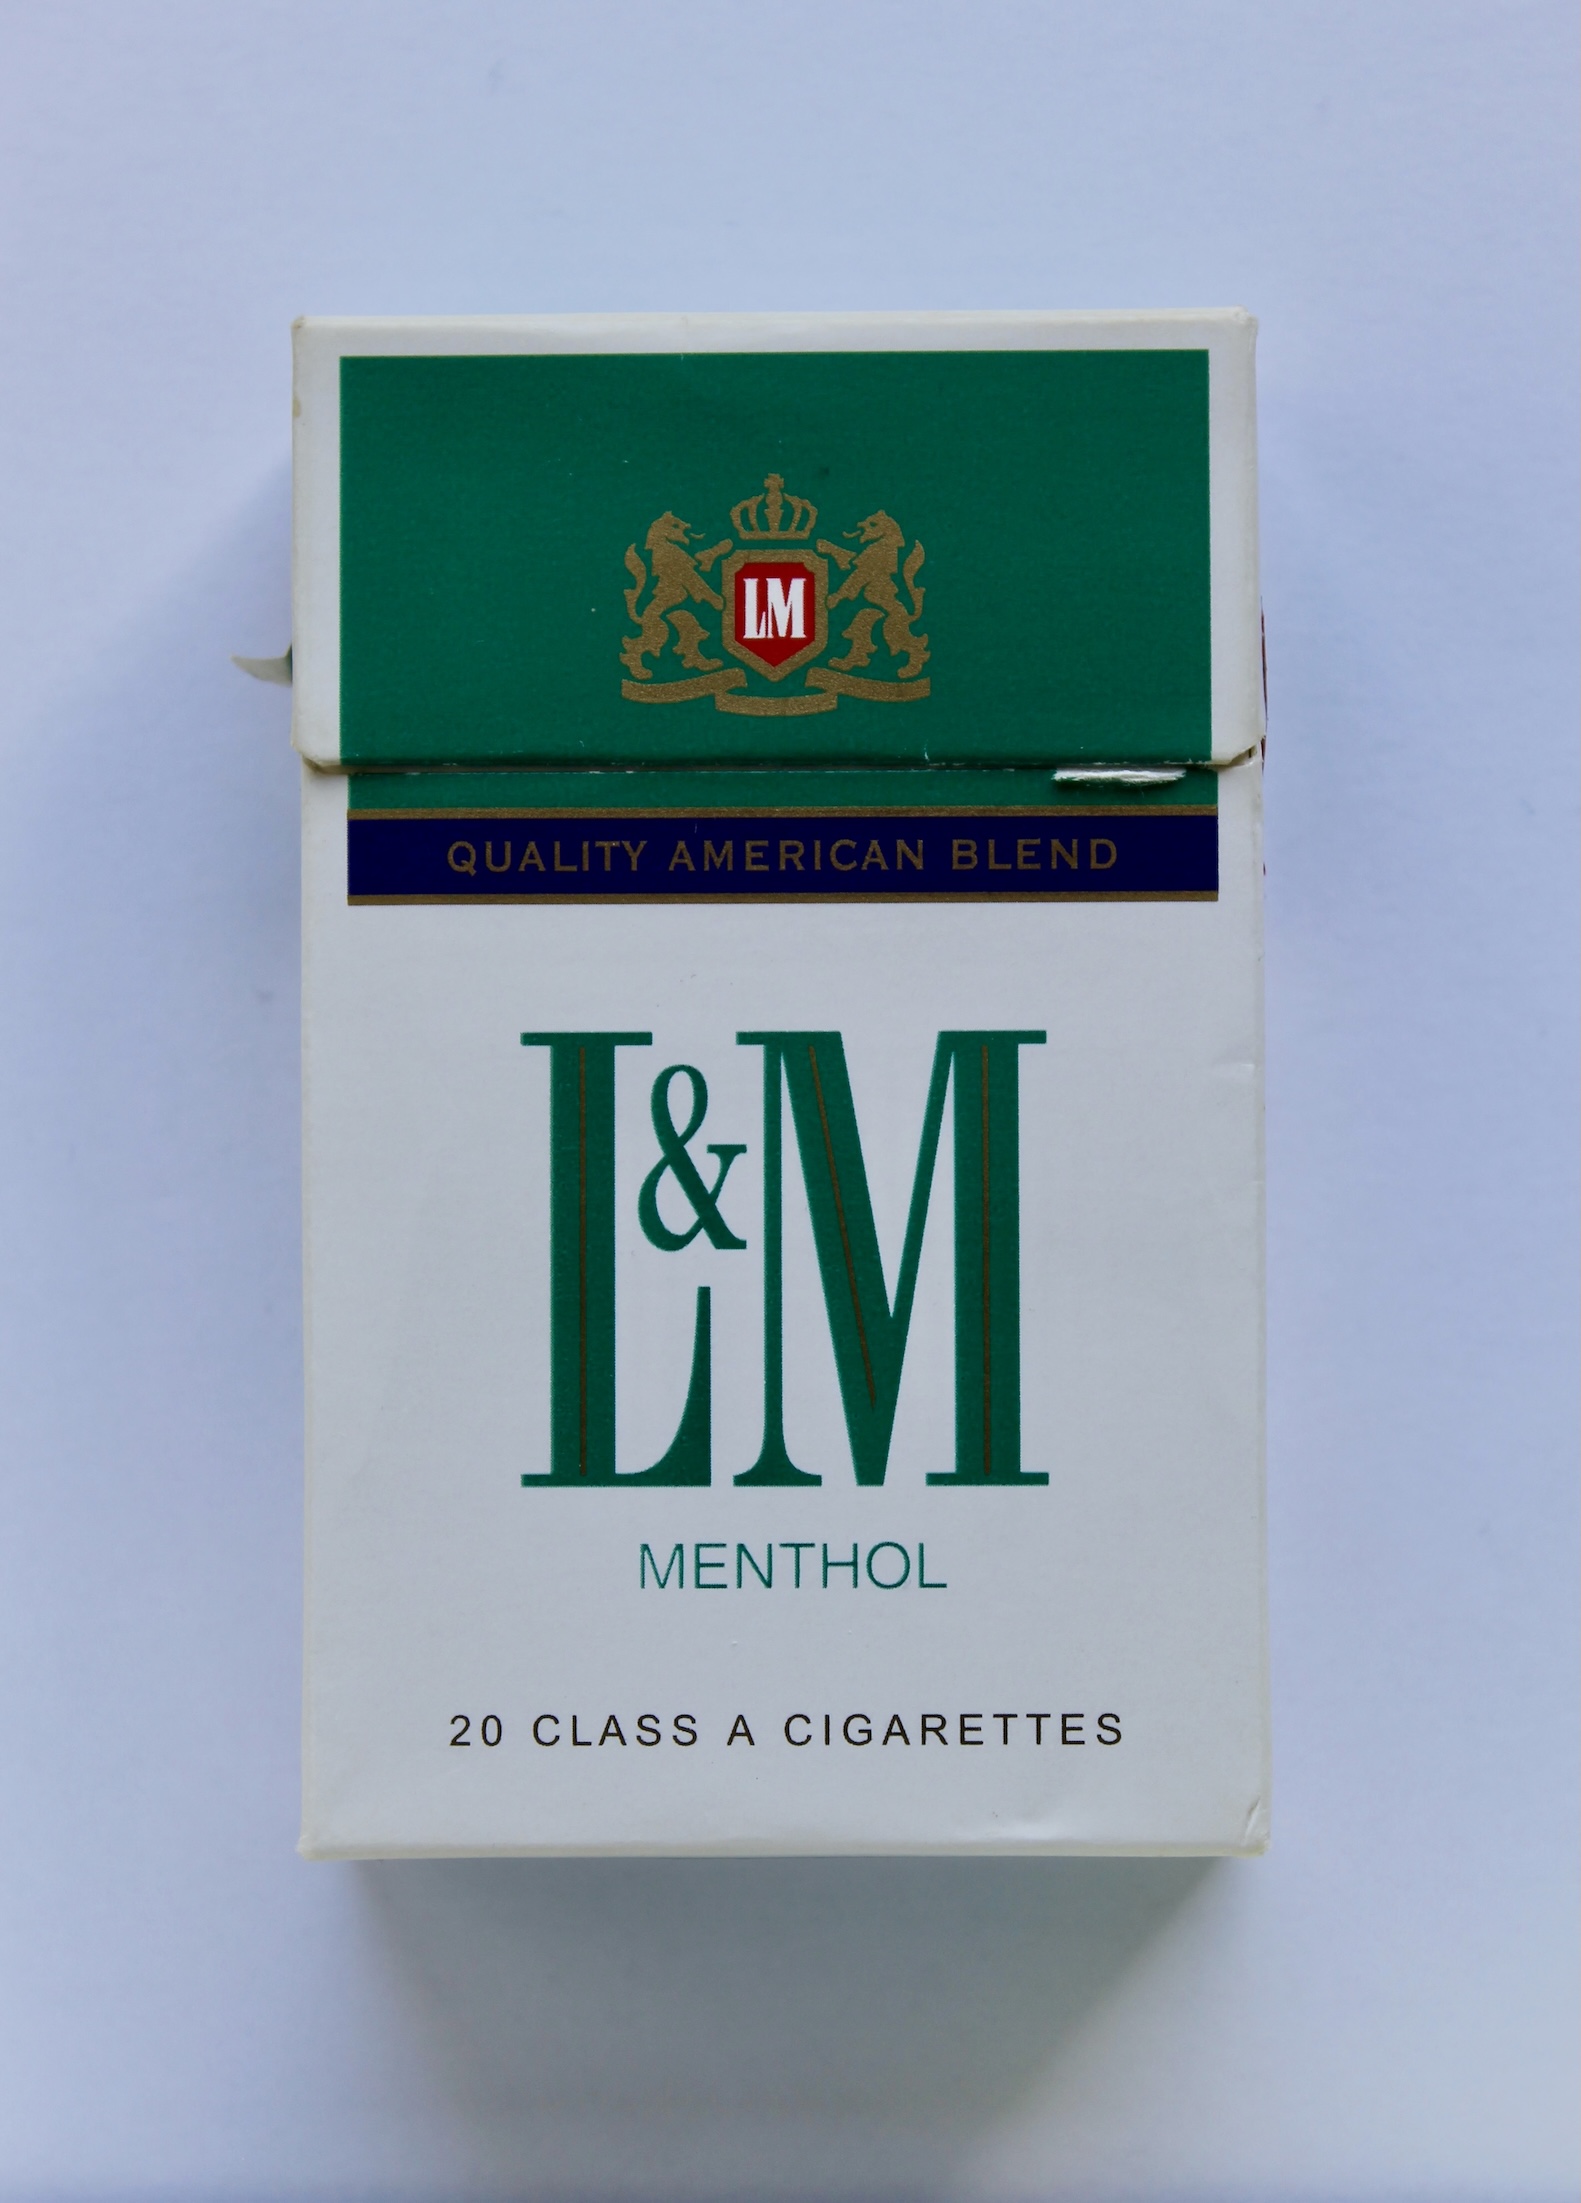 LM
QUALITY AMERICAN BLEND
L&M
MENTHOL
20 CLASS A CIGARETTES